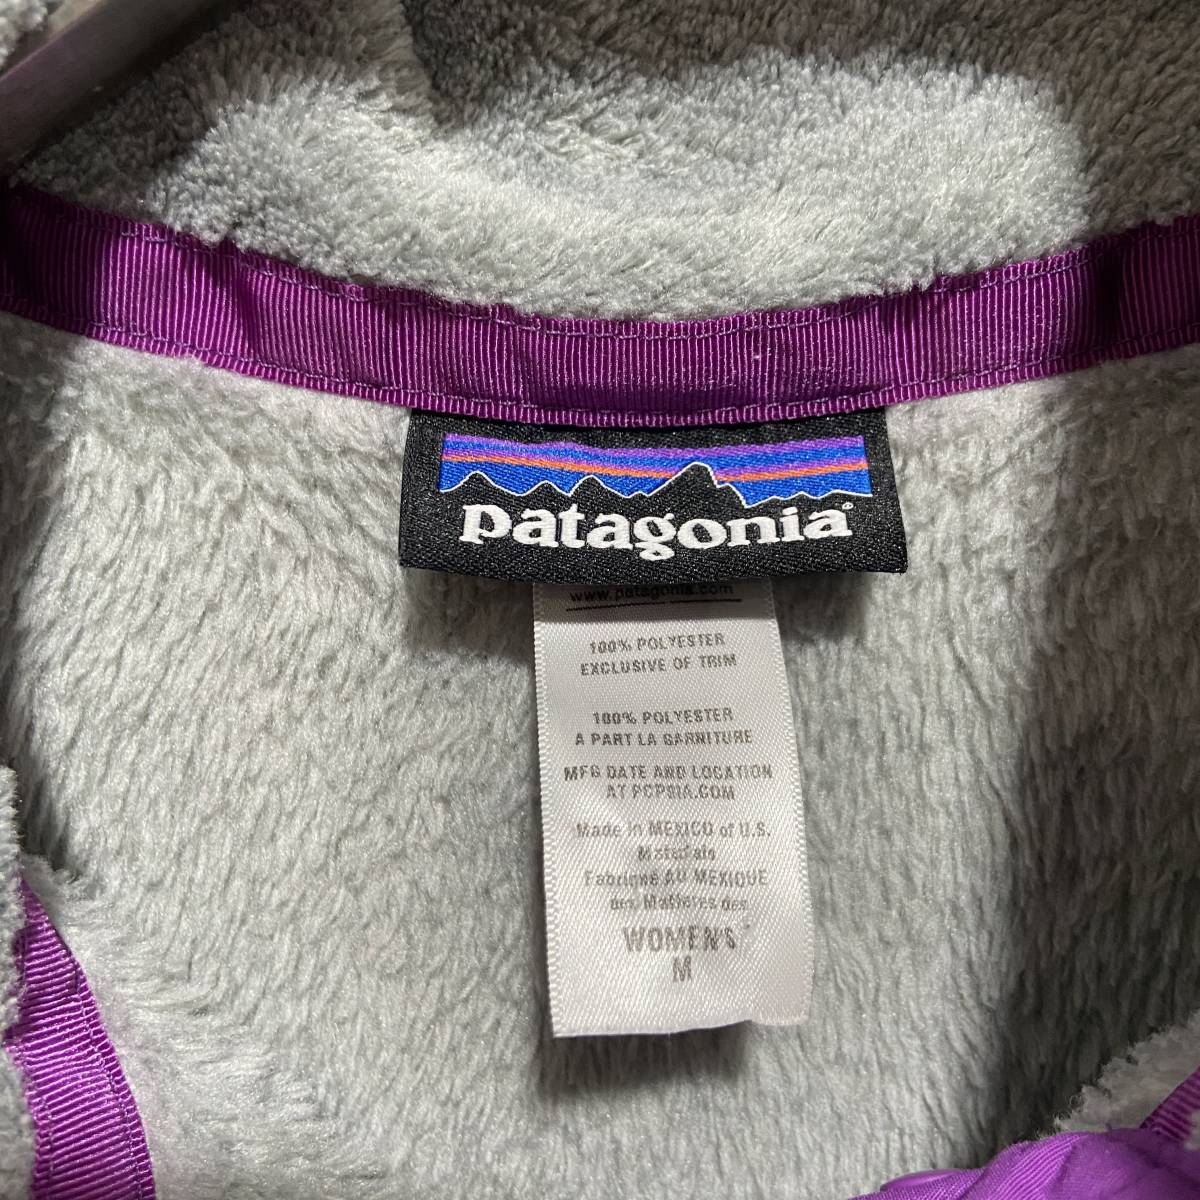 patagonia®
www.patagonia.com
100% POLYESTER
EXCLUSIVE OF TRIM
100% POLYESTER
A PART LA GARNITURE
MFG DATE AND LOCATION
AT PCPSIA.COM
Made in MEXICO of U.S.
Materials
Fabriqué AU MEXIQUE
des Matières des
WOMEN'S
M